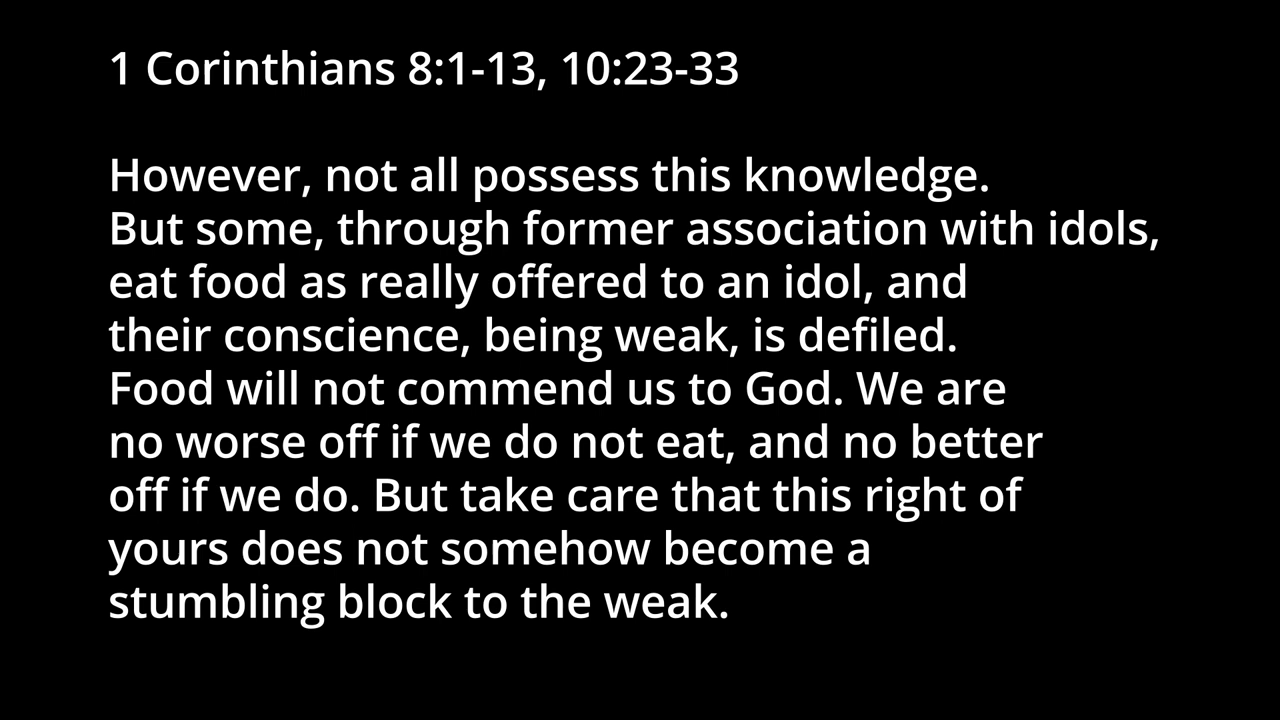 1 Corinthians 8:1-13, 10:23-33
However, not all possess this knowledge.
But some, through former association with idols,
eat food as really offered to an idol, and
their conscience, being weak, is defiled.
Food will not commend us to God. We are
no worse off if we do not eat, and no better
off if we do. But take care that this right of
yours does not somehow become a
stumbling block to the weak.